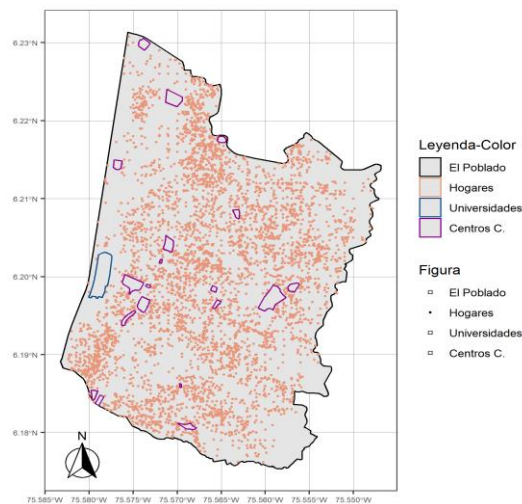 6.23°N
6.22°N
6.21°N
6.20°N
6.19°N
6.18°N
75.585°W 75.580°W 75.575°W 75.570°W 75.565°W 75.560°W 75.555°W 75.550°W
N
Leyenda-Color
El Poblado
Hogares
Universidades
Centros C.
Figura
El Poblado
Hogares
Universidades
Centros C.